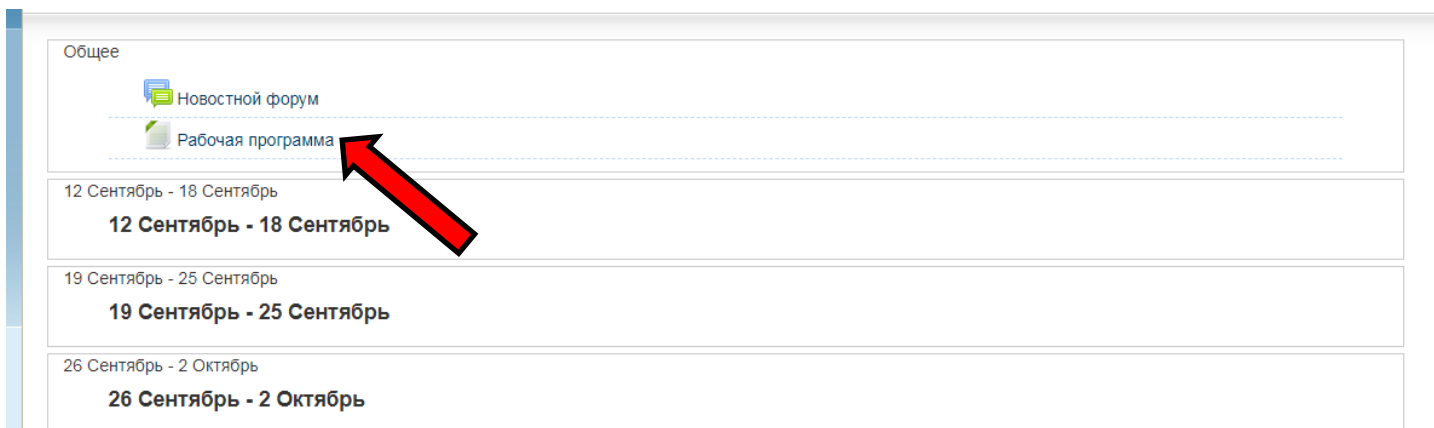 Общее
Новостной форум
Рабочая программа
12 Сентябрь - 18 Сентябрь
12 Сентябрь - 18 Сентябрь
19 Сентябрь - 25 Сентябрь
19 Сентябрь - 25 Сентябрь
26 Сентябрь - 2 Октябрь
26 Сентябрь - 2 Октябрь